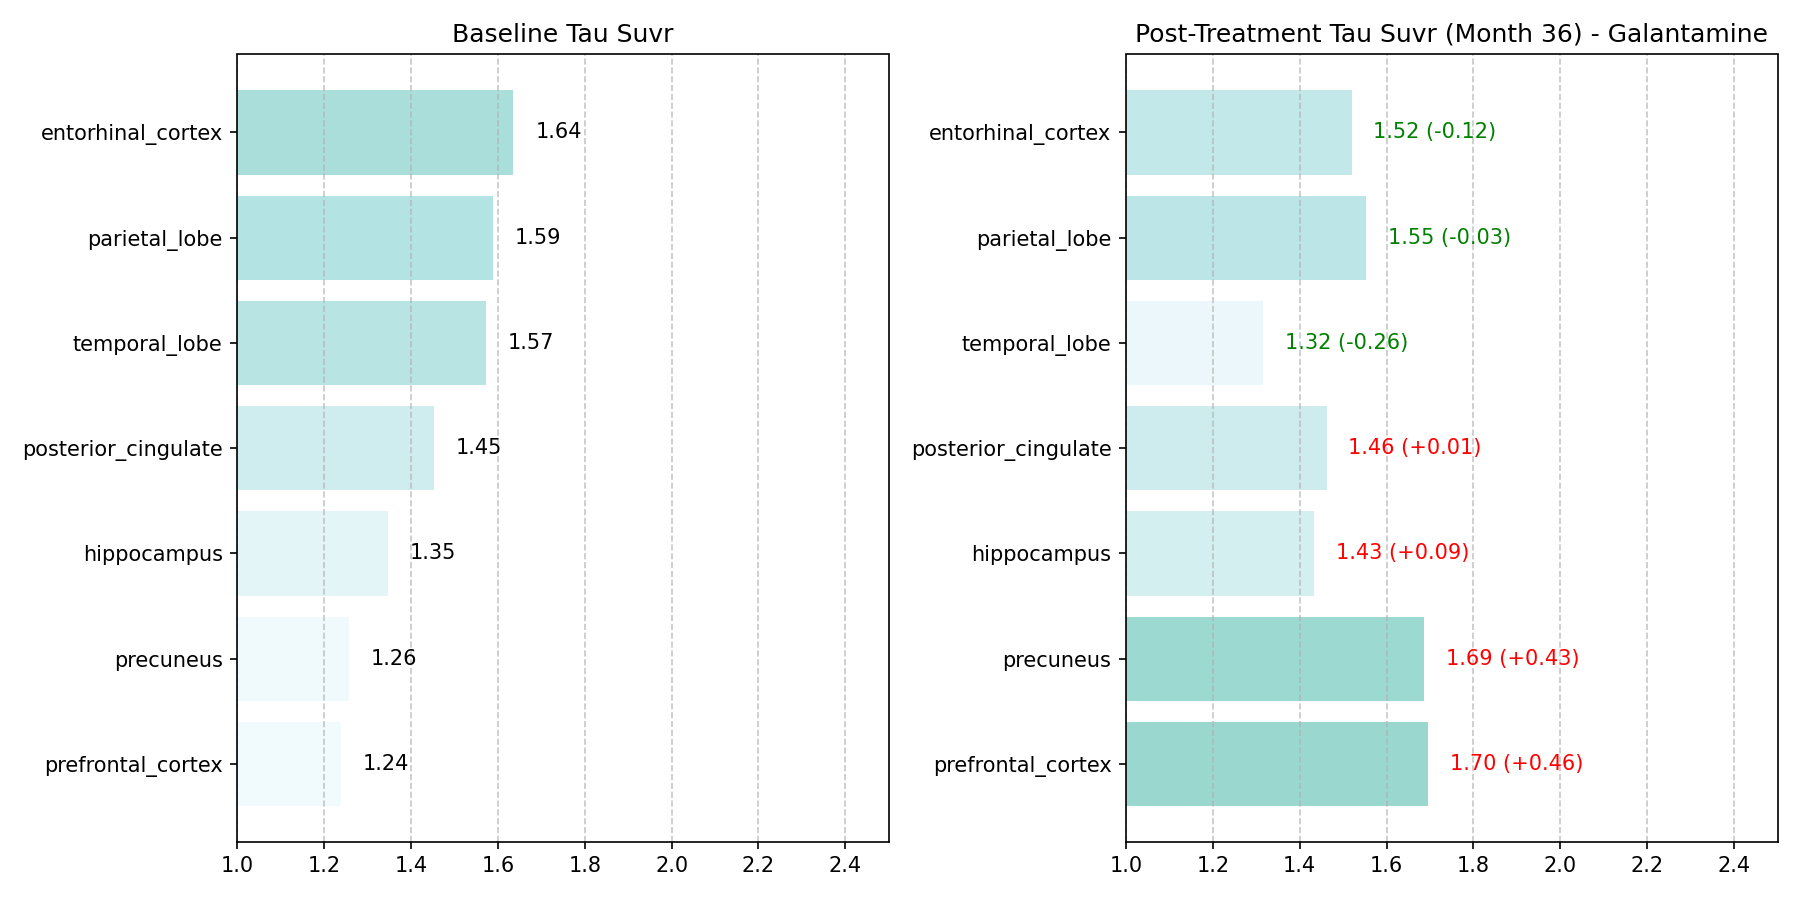 Baseline Tau Suvr
entorhinal_cortex
1.64
parietal_lobe
1.59
temporal_lobe
1.57
posterior_cingulate
1.45
hippocampus
1.35
precuneus
1.26
prefrontal_cortex
1.24
1.0 1.2 1.4 1.6 1.8 2.0 2.2 2.4
Post-Treatment Tau Suvr (Month 36) - Galantamine
entorhinal_cortex
1.52 (-0.12)
parietal_lobe
1.55 (-0.03)
temporal_lobe
1.32 (-0.26)
posterior_cingulate
1.46 (+0.01)
hippocampus
1.43 (+0.09)
precuneus
1.69 (+0.43)
prefrontal_cortex
1.70 (+0.46)
1.0 1.2 1.4 1.6 1.8 2.0 2.2 2.4